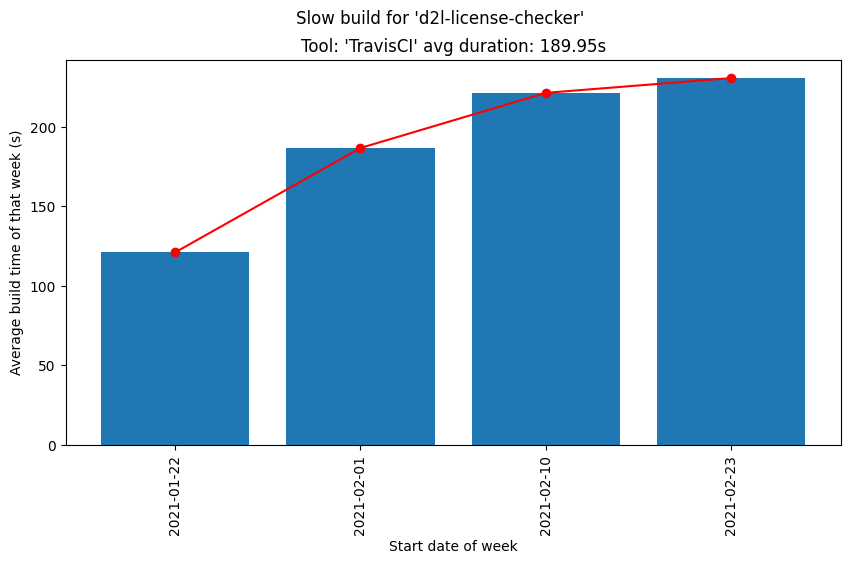 Slow build for 'd2l-license-checker'
Tool: 'TravisCI' avg duration: 189.95s
Average build time of that week (s)
200
150
100
50
0
2021-01-22
2021-02-01
2021-02-10
2021-02-23
Start date of week